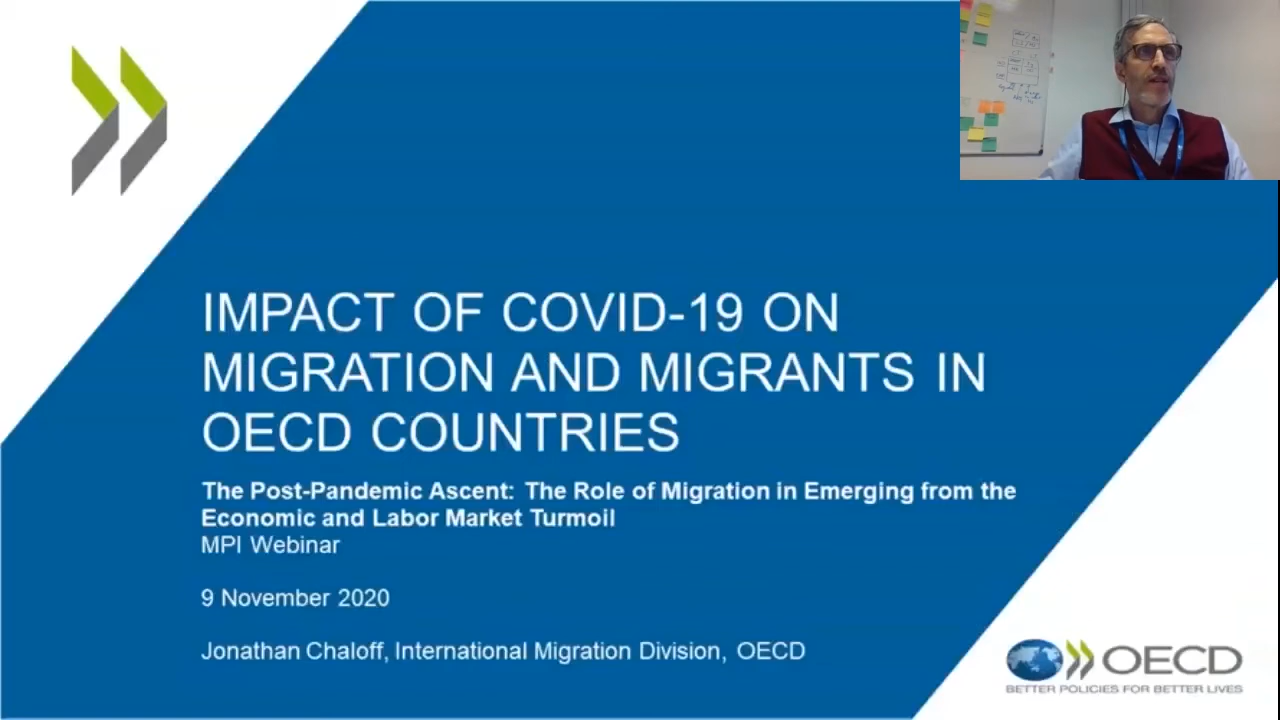 IMPACT OF COVID-19 ON
MIGRATION AND MIGRANTS IN
OECD COUNTRIES
The Post-Pandemic Ascent: The Role of Migration in Emerging from the
Economic and Labor Market Turmoil
MPI Webinar
9 November 2020
Jonathan Chaloff, International Migration Division, OECD
OECD
BETTER POLICIES FOR BETTER LIVES